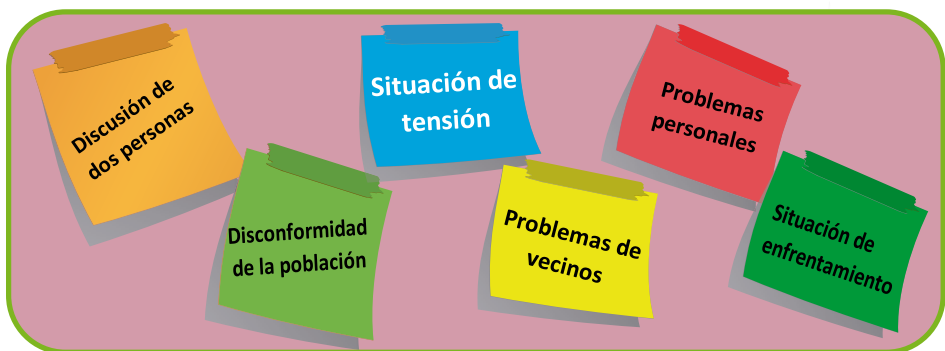 Discusión de
dos personas
Situación de
tensión
Problemas
personales
Disconformidad
de la población
Problemas de
vecinos
Situación de
enfrentamiento